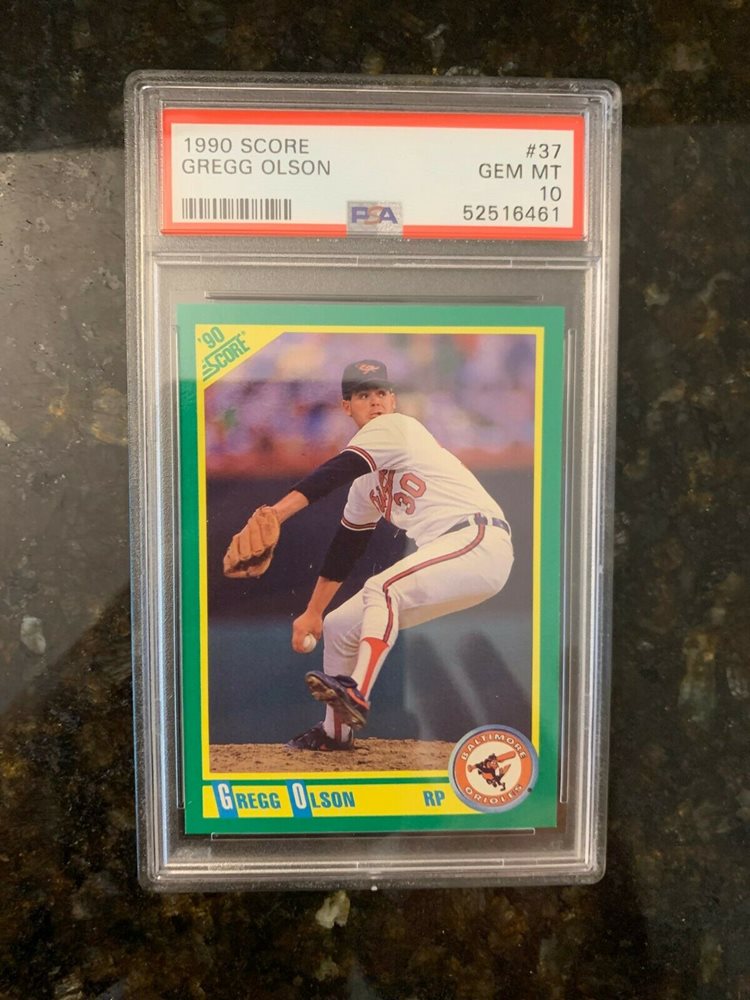 1990 SCORE
GREGG OLSON
#37
GEM MT
10
52516461
PSA
'90
SCORE
30
GREGG OLSON
RP
BALTIMORE
ORIOLES